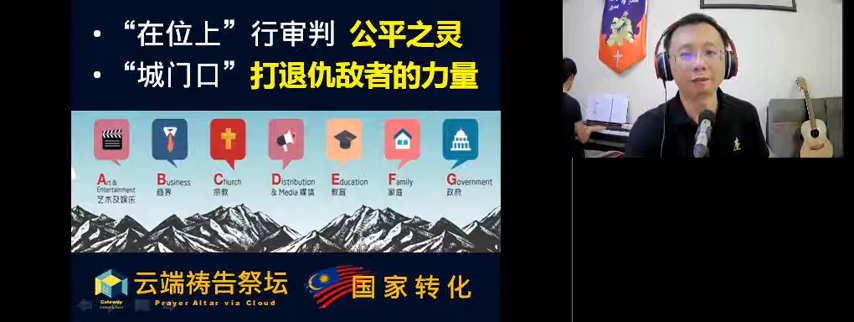 • “在位上” 行审判 公平之灵
• “城门口” 打退仇敌者的力量
Art &
Entertainment
艺术及娱乐
Business
商界
Church
宗教
Distribution
& Media 媒体
Education
教育
Family
家庭
Government
政府
Gateway
云端祷告祭坛
Prayer Altar via Cloud
国家转化